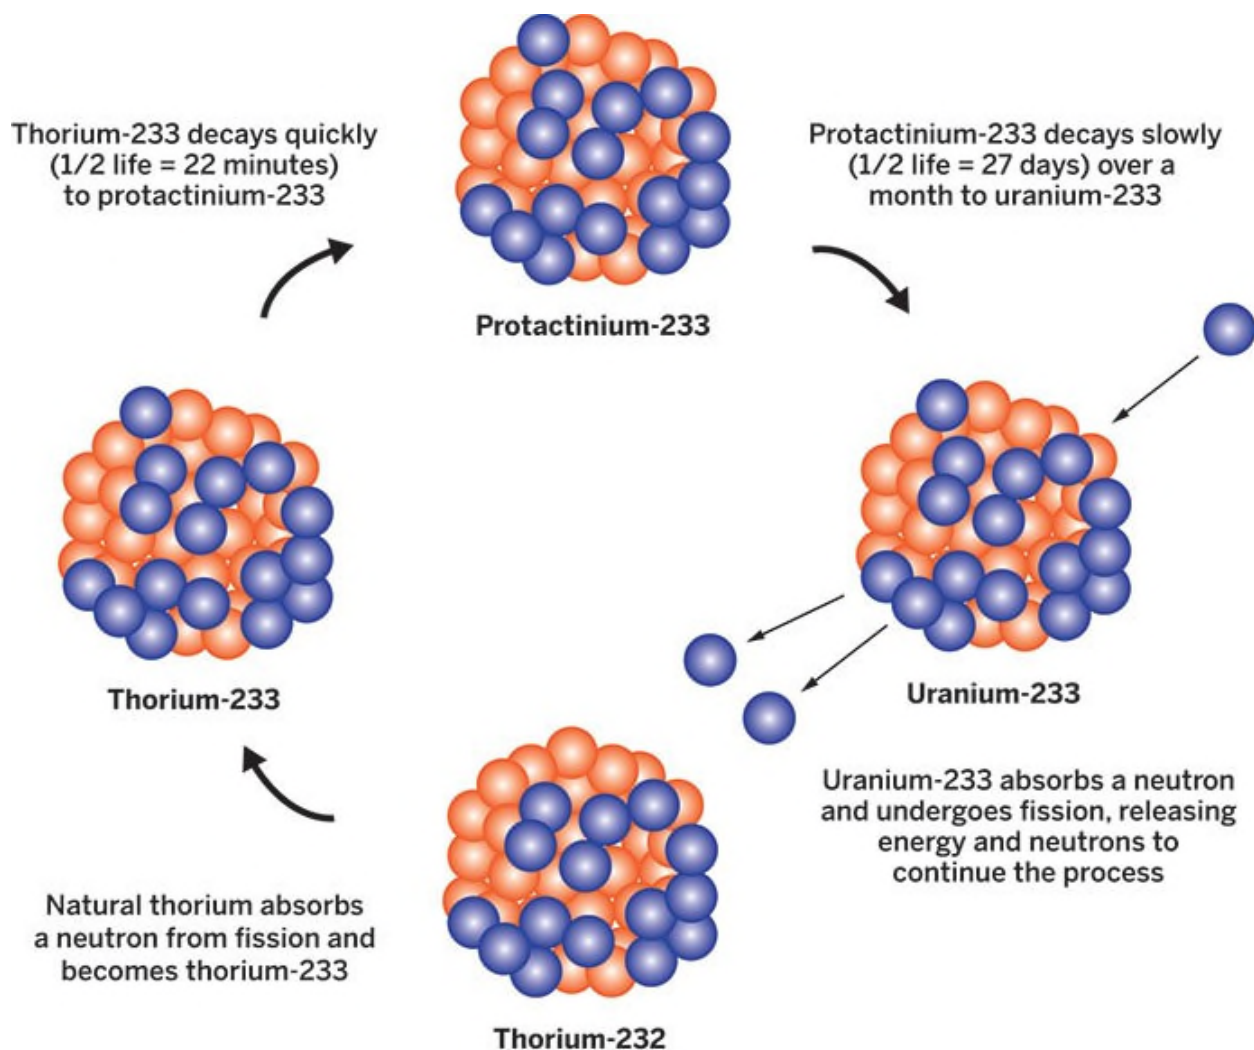 Thorium-233 decays quickly
(1/2 life = 22 minutes)
to protactinium-233
Protactinium-233 decays slowly
(1/2 life = 27 days) over a
month to uranium-233
Protactinium-233
Thorium-233
Uranium-233
Uranium-233 absorbs a neutron
and undergoes fission, releasing
energy and neutrons to
continue the process
Natural thorium absorbs
a neutron from fission and
becomes thorium-233
Thorium-232